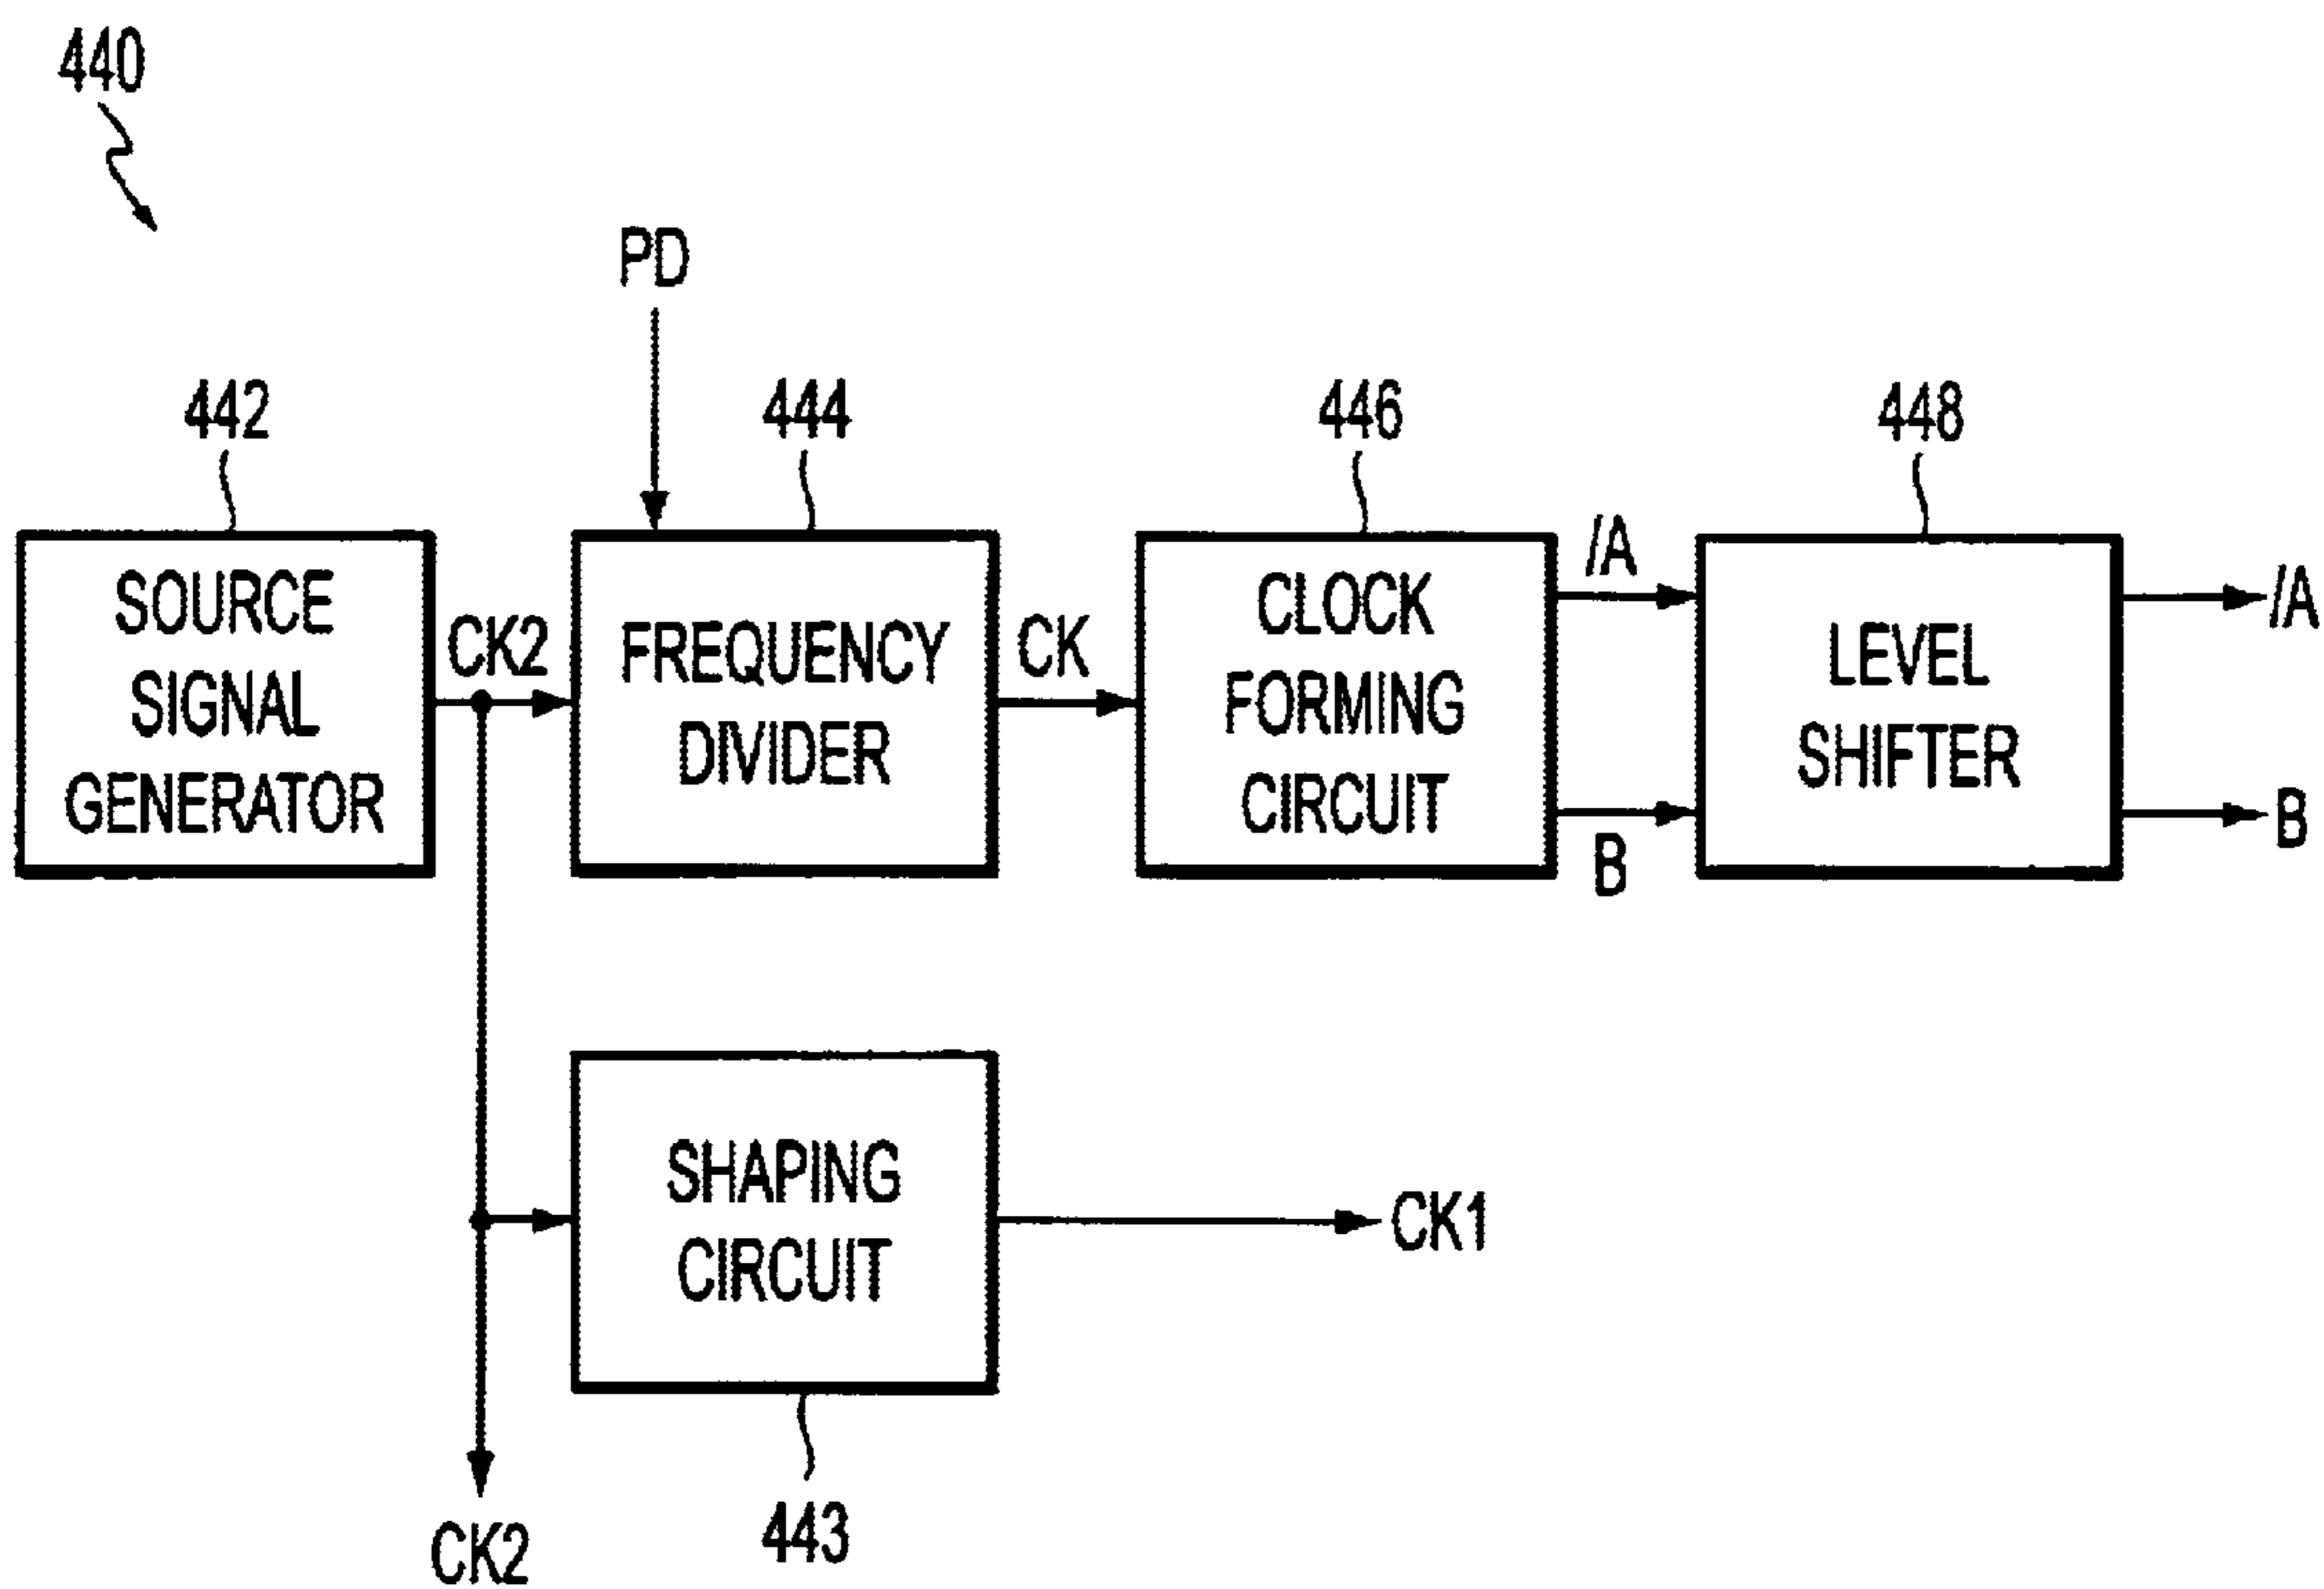 440
PD
442
444
446
448
SOURCE
SIGNAL
GENERATOR
CK2
FREQUENCY
DIVIDER
CK
CLOCK
FORMING
CIRCUIT
/A
B
LEVEL
SHIFTER
/A
B
SHAPING
CIRCUIT
CK1
443
CK2